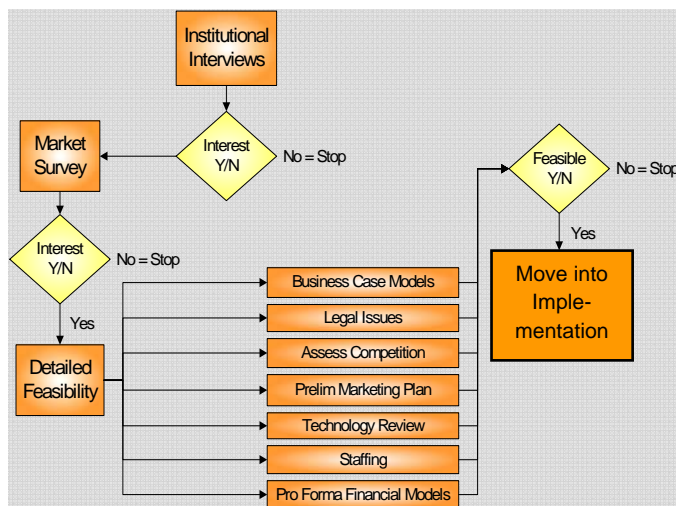 Institutional
Interviews
Interest
Y/N
No = Stop
Market
Survey
Interest
Y/N
No = Stop
Yes
Detailed
Feasibility
Business Case Models
Legal Issues
Assess Competition
Prelim Marketing Plan
Technology Review
Staffing
Pro Forma Financial Models
Feasible
Y/N
No = Stop
Yes
Move into
Imple-
mentation